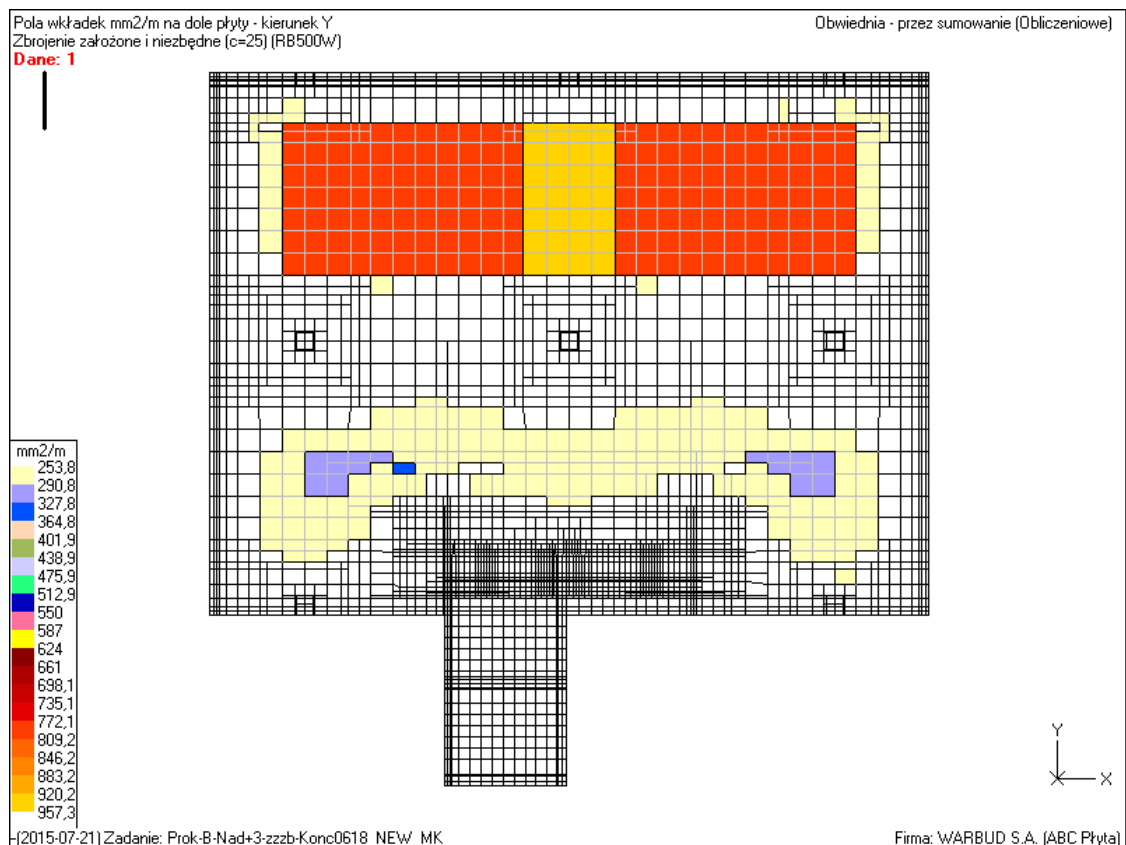 Pola wkładek mm2/m na dole płyty - kierunek Y
Obwiednia - przez sumowanie (Obliczeniowe)
Zbrojenie założone i niezbędne (c=25) (RB500W)
Dane: 1
mm2/m
253,8
290,8
327,8
364,8
401,9
438,9
475,9
512,9
550
587
624
661
698,1
735,1
772,1
809,2
846,2
883,2
920,2
957,3
Y
X
-(2015-07-21) Zadanie: Prok-B-Nad+3-zzzb-Konc0618_NEW_MK
Firma: WARBUD S.A. (ABC Płyta)